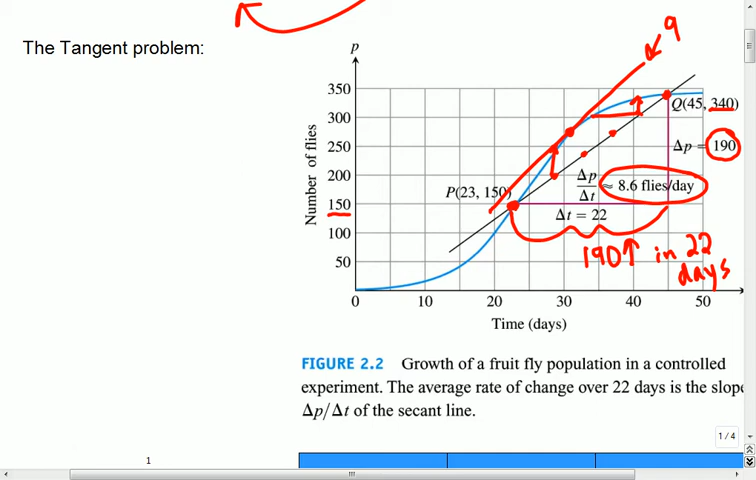 The Tangent problem:
p
9
350
300
250
200
150
100
50
0
10
20
30
40
50
Number of flies
Time (days)
Q(45, 340)
Δp = 190
P(23, 150)
Δp/Δt ≈ 8.6 flies/day
Δt = 22
190↑ in 22
days
FIGURE 2.2 Growth of a fruit fly population in a controlled
experiment. The average rate of change over 22 days is the slope
Δp/Δt of the secant line.
1 / 4
1